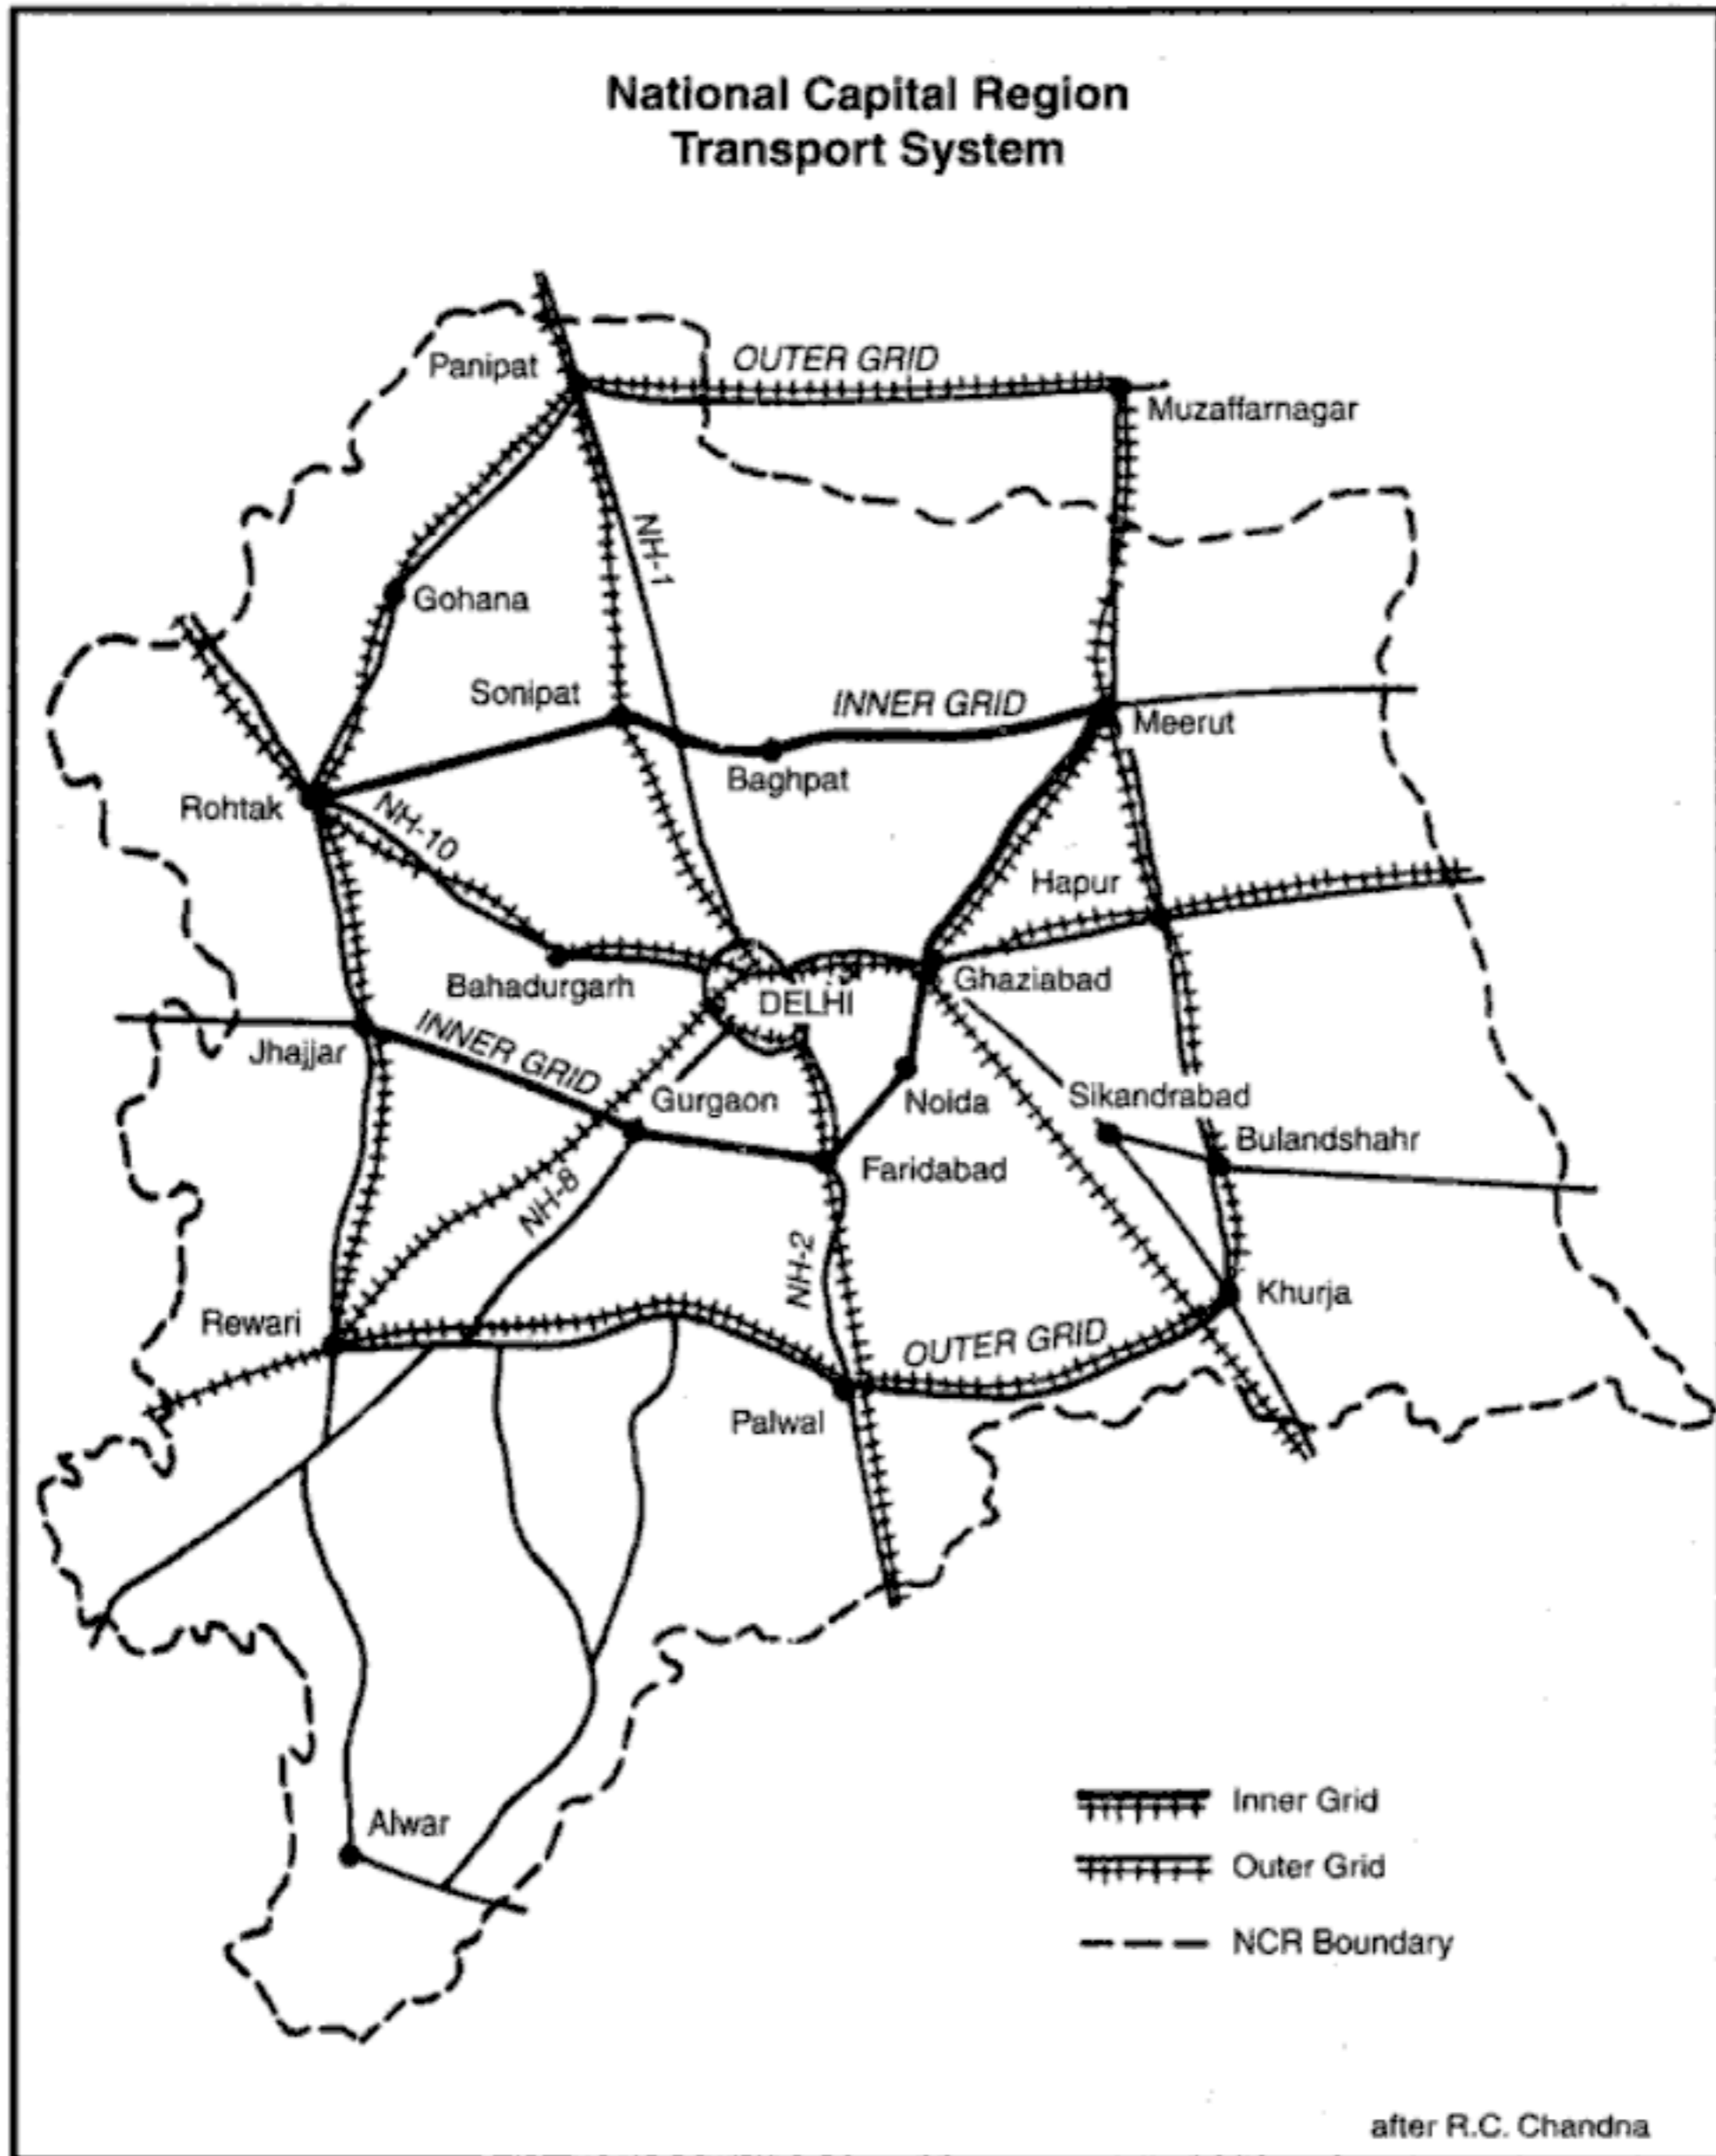 National Capital Region
Transport System
OUTER GRID
Panipat
Muzaffarnagar
NH-1
Gohana
Sonipat
INNER GRID
Meerut
Baghpat
Rohtak
NH-10
Hapur
Bahadurgarh
Ghaziabad
DELHI
INNER GRID
Jhajjar
Gurgaon
Noida
Sikandrabad
Bulandshahr
Faridabad
NH-8
NH-2
Khurja
Rewari
OUTER GRID
Palwal
Alwar
Inner Grid
Outer Grid
NCR Boundary
after R.C. Chandna